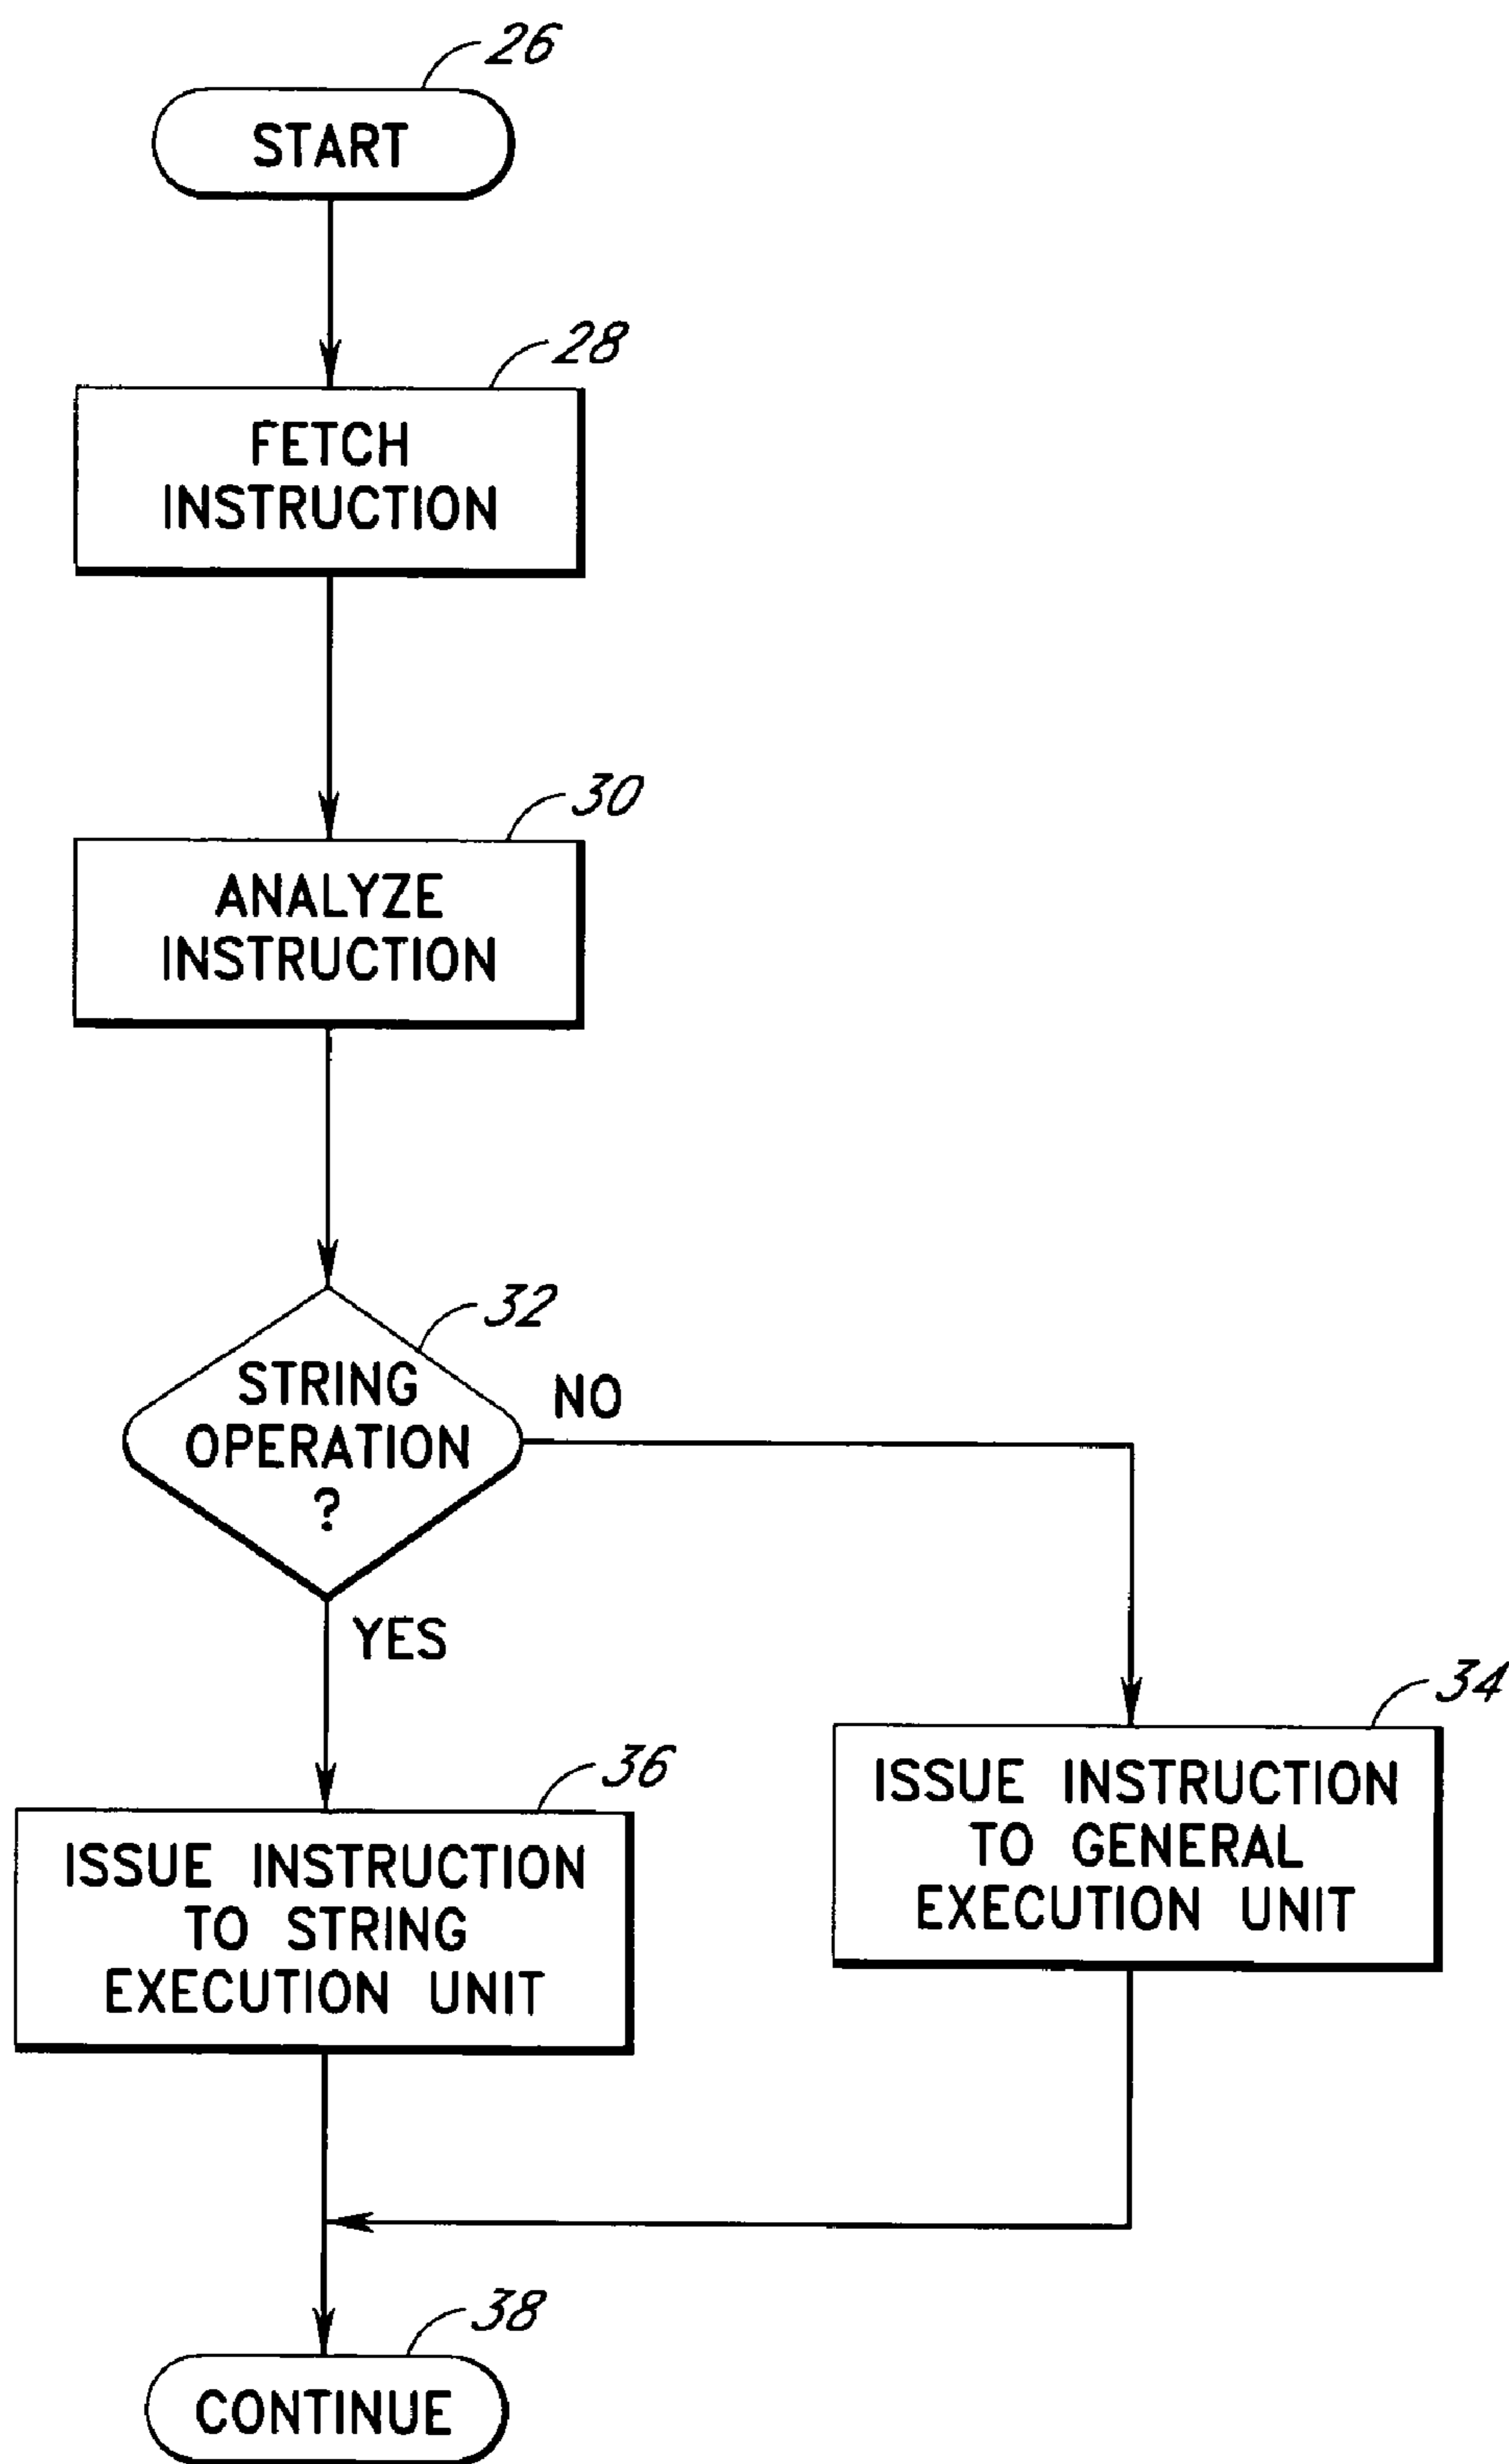 26
START
28
FETCH
INSTRUCTION
30
ANALYZE
INSTRUCTION
32
STRING
OPERATION
?
NO
YES
34
ISSUE INSTRUCTION
TO GENERAL
EXECUTION UNIT
36
ISSUE INSTRUCTION
TO STRING
EXECUTION UNIT
38
CONTINUE